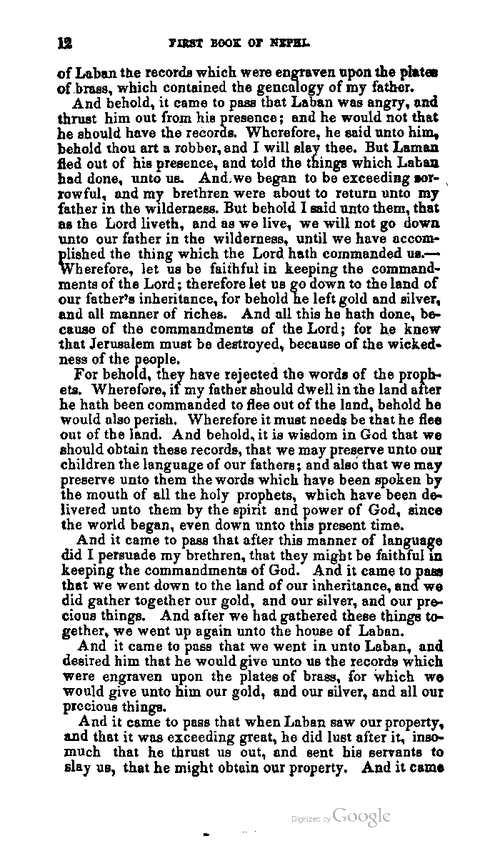 12 FIRST BOOK OF NEPHI.
of Laban the records which were engraven upon the plates
of brass, which contained the genealogy of my father.
And behold, it came to pass that Laban was angry, and
thrust him out from his presence; and he would not that
he should have the records. Wherefore, he said unto him,
behold thou art a robber, and I will slay thee. But Laman
fled out of his presence, and told the things which Laban
had done, unto us. And we began to be exceeding sor-
rowful, and my brethren were about to return unto my
father in the wilderness. But behold I said unto them, that
as the Lord liveth, and as we live, we will not go down
unto our father in the wilderness, until we have accom-
plished the thing which the Lord hath commanded us.—
Wherefore, let us be faithful in keeping the command-
ments of the Lord; therefore let us go down to the land of
our father's inheritance, for behold he left gold and silver,
and all manner of riches. And all this he hath done, be-
cause of the commandments of the Lord; for he knew
that Jerusalem must be destroyed, because of the wicked-
ness of the people.
For behold, they have rejected the words of the proph-
ets. Wherefore, if my father should dwell in the land after
he hath been commanded to flee out of the land, behold he
would also perish. Wherefore it must needs be that he flee
out of the land. And behold, it is wisdom in God that we
should obtain these records, that we may preserve unto our
children the language of our fathers; and also that we may
preserve unto them the words which have been spoken by
the mouth of all the holy prophets, which have been de-
livered unto them by the spirit and power of God, since
the world began, even down unto this present time.
And it came to pass that after this manner of language
did I persuade my brethren, that they might be faithful in
keeping the commandments of God. And it came to pass
that we went down to the land of our inheritance, and we
did gather together our gold, and our silver, and our pre-
cious things. And after we had gathered these things to-
gether, we went up again unto the house of Laban.
And it came to pass that we went in unto Laban, and
desired him that he would give unto us the records which
were engraven upon the plates of brass, for which we
would give unto him our gold, and our silver, and all our
precious things.
And it came to pass that when Laban saw our property,
and that it was exceeding great, he did lust after it, inso-
much that he thrust us out, and sent his servants to
slay us, that he might obtain our property. And it came
Digitized by Google